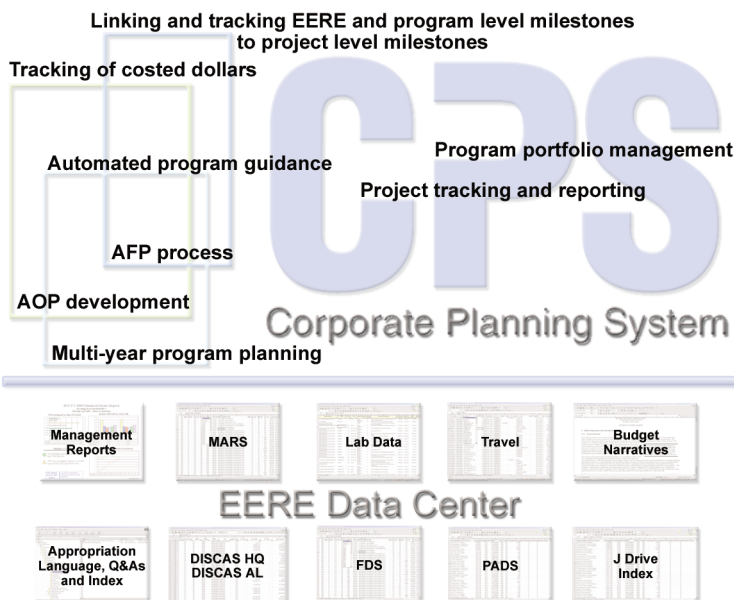 Linking and tracking EERE and program level milestones
to project level milestones
Tracking of costed dollars
CPS
Program portfolio management
Automated program guidance
Project tracking and reporting
AFP process
AOP development
Corporate Planning System
Multi-year program planning
Management
Reports
MARS
Lab Data
Travel
Budget
Narratives
EERE Data Center
Appropriation
Language, Q&As
and Index
DISCAS HQ
DISCAS AL
FDS
PADS
J Drive
Index